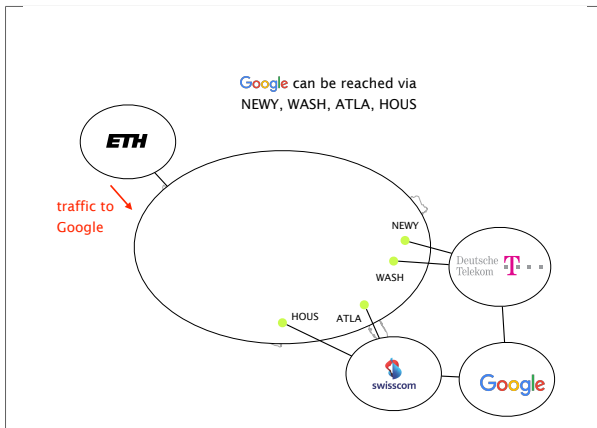 Google can be reached via
NEWY, WASH, ATLA, HOUS
ETH
traffic to
Google
NEWY
Deutsche
Telekom T
WASH
HOUS
ATLA
swisscom
Google